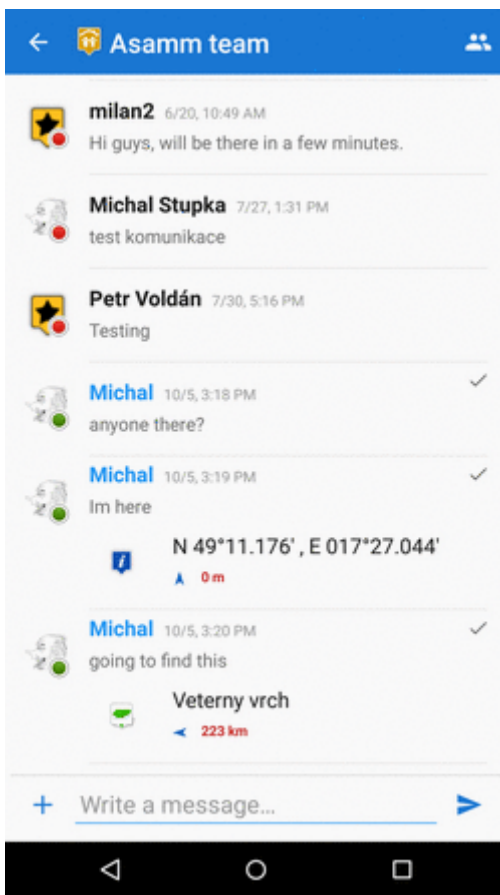 Asamm team
milan2 6/20, 10:49 AM
Hi guys, will be there in a few minutes.
Michal Stupka 7/27, 1:31 PM
test komunikace
Petr Voldán 7/30, 5:16 PM
Testing
Michal 10/5, 3:18 PM
anyone there?
Michal 10/5, 3:19 PM
Im here
N 49°11.176' , E 017°27.044'
0 m
Michal 10/5, 3:20 PM
going to find this
Veterny vrch
223 km
Write a message...